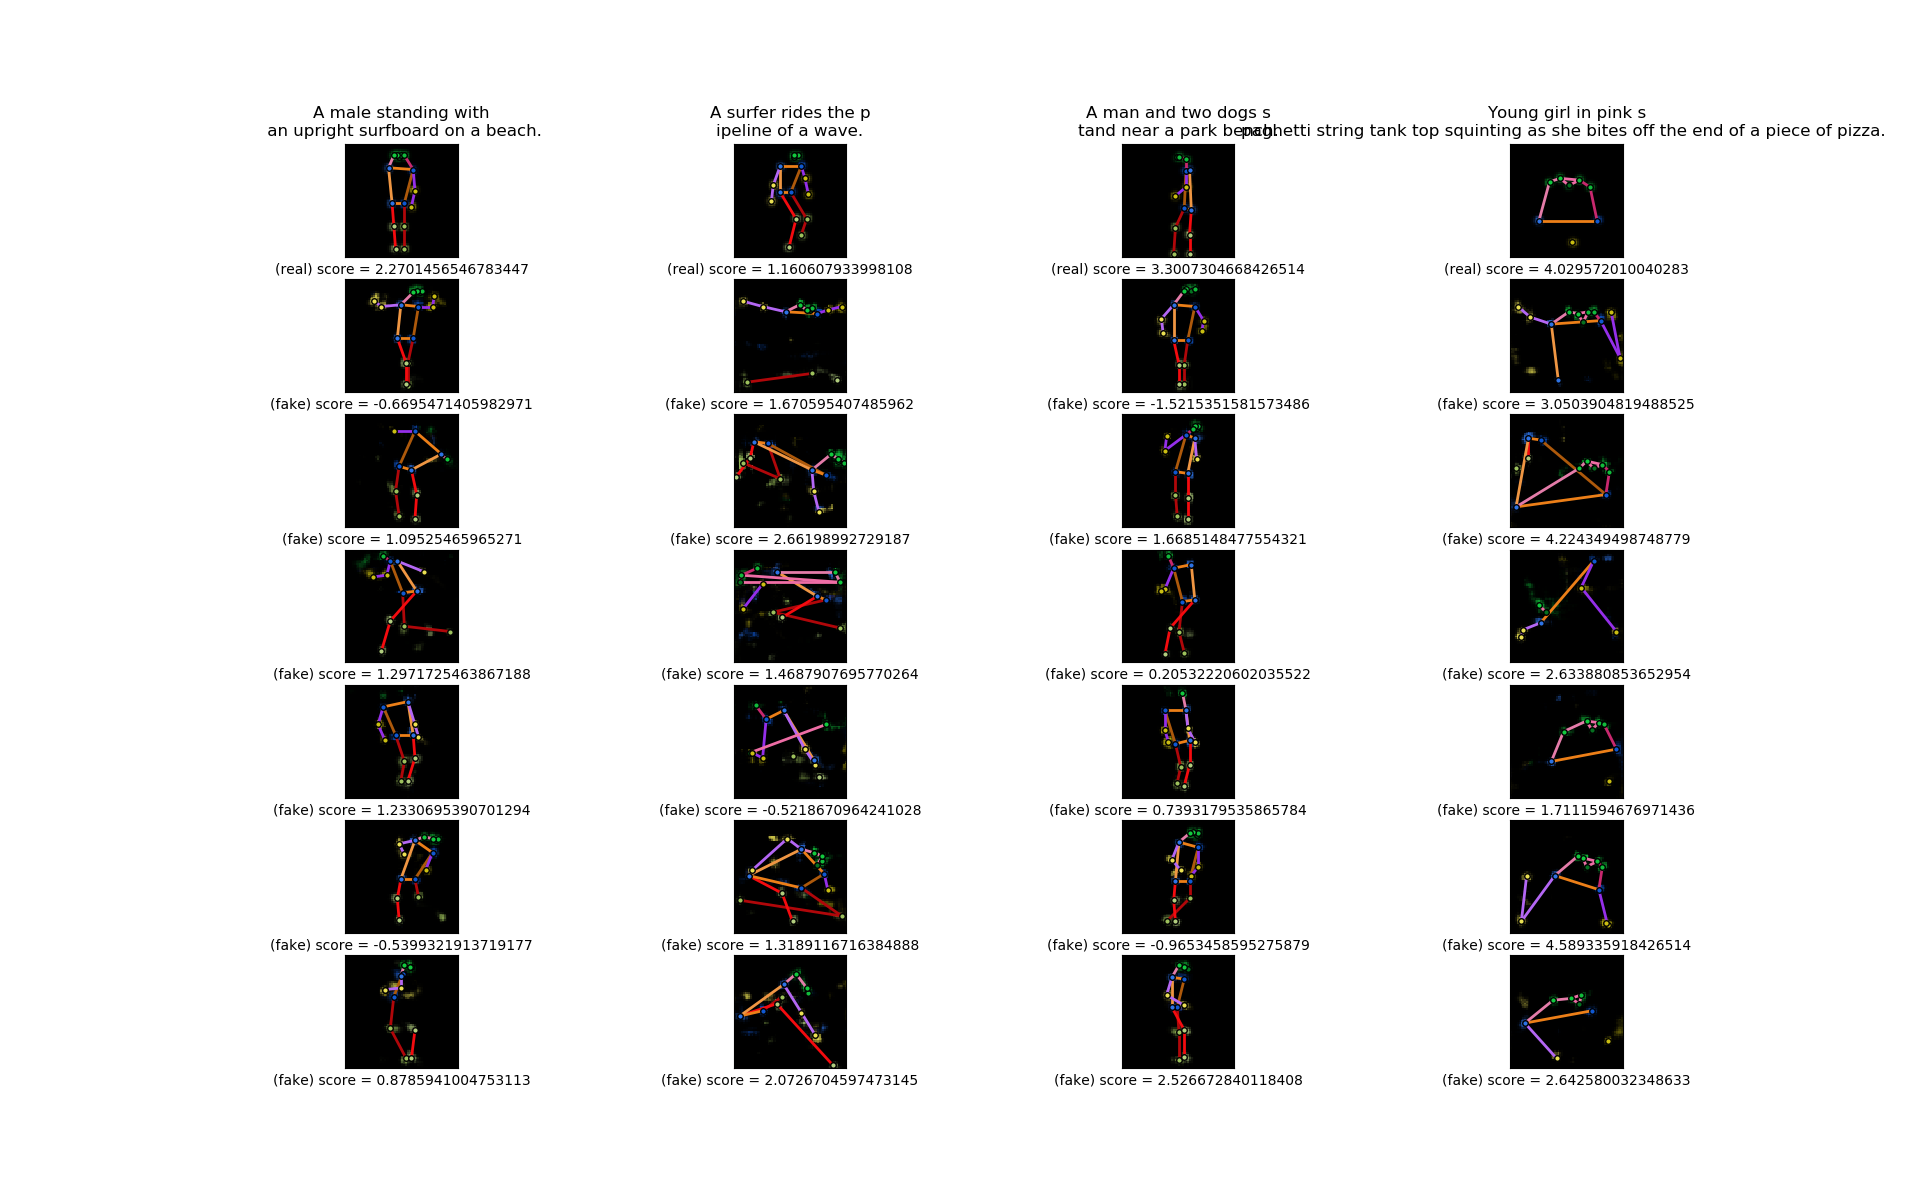 A male standing with
an upright surfboard on a beach.
A surfer rides the p
ipeline of a wave.
A man and two dogs s
tand near a park bench.
Young girl in pink s
paghetti string tank top squinting as she bites off the end of a piece of pizza.
(real) score = 2.2701456546783447
(real) score = 1.160607933998108
(real) score = 3.3007304668426514
(real) score = 4.029572010040283
(fake) score = -0.6695471405982971
(fake) score = 1.670595407485962
(fake) score = -1.5215351581573486
(fake) score = 3.0503904819488525
(fake) score = 1.09525465965271
(fake) score = 2.66198992729187
(fake) score = 1.6685148477554321
(fake) score = 4.224349498748779
(fake) score = 1.2971725463867188
(fake) score = 1.4687907695770264
(fake) score = 0.20532220602035522
(fake) score = 2.633880853652954
(fake) score = 1.2330695390701294
(fake) score = -0.5218670964241028
(fake) score = 0.7393179535865784
(fake) score = 1.7111594676971436
(fake) score = -0.5399321913719177
(fake) score = 1.3189116716384888
(fake) score = -0.9653458595275879
(fake) score = 4.589335918426514
(fake) score = 0.8785941004753113
(fake) score = 2.0726704597473145
(fake) score = 2.526672840118408
(fake) score = 2.642580032348633